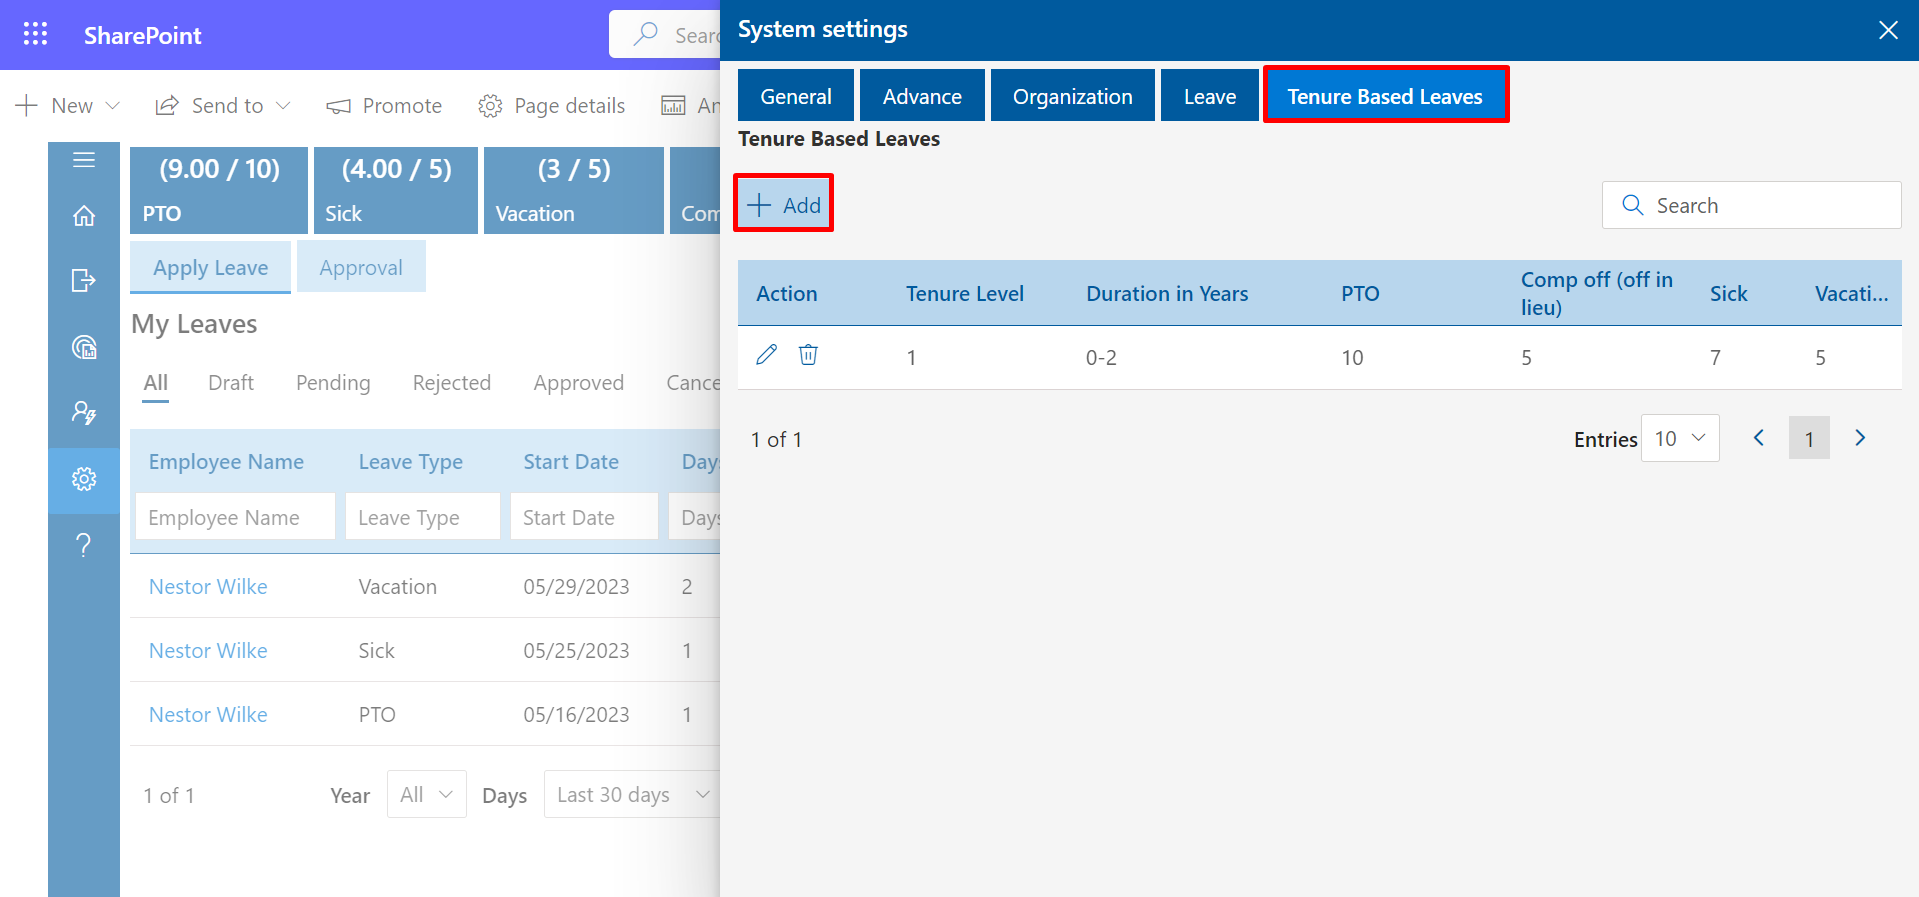 SharePoint
Sear
New
Send to
Promote
Page details
An
(9.00 / 10)
PTO
(4.00 / 5)
Sick
(3 / 5)
Vacation
Com
Apply Leave
Approval
My Leaves
All
Draft
Pending
Rejected
Approved
Cance
Employee Name
Leave Type
Start Date
Days
Employee Name
Leave Type
Start Date
Days
Nestor Wilke
Vacation
05/29/2023
2
Nestor Wilke
Sick
05/25/2023
1
Nestor Wilke
PTO
05/16/2023
1
1 of 1
Year
All
Days
Last 30 days
System settings
General
Advance
Organization
Leave
Tenure Based Leaves
Tenure Based Leaves
Add
Search
Action
Tenure Level
Duration in Years
PTO
Comp off (off in
lieu)
Sick
Vacati...
1
0-2
10
5
7
5
1 of 1
Entries
10
1